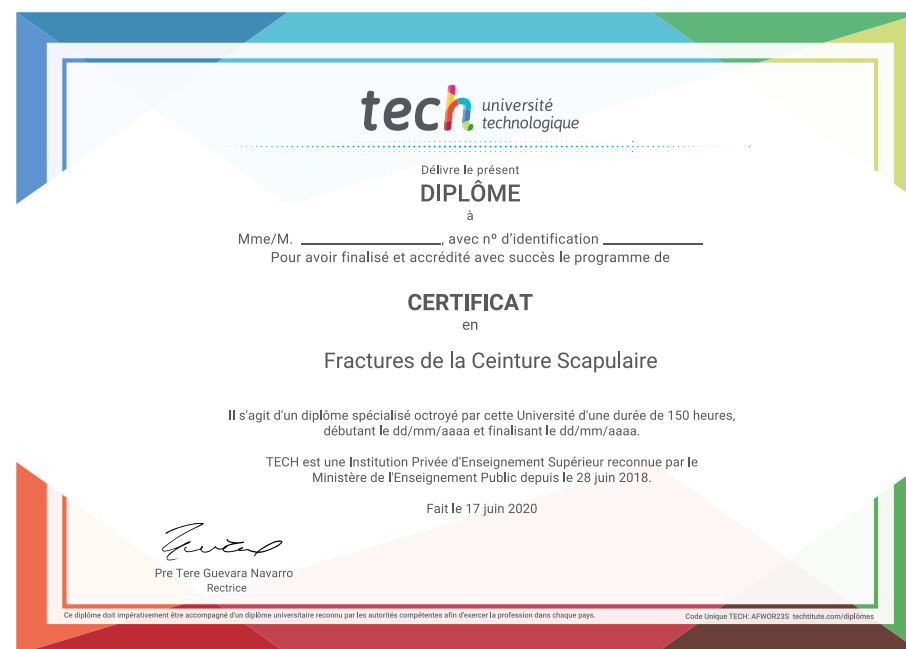 tech université
technologique
Délivre le présent
DIPLÔME
à
Mme/M. ____________________, avec nº d'identification ______________
Pour avoir finalisé et accrédité avec succès le programme de
CERTIFICAT
en
Fractures de la Ceinture Scapulaire
Il s'agit d'un diplôme spécialisé octroyé par cette Université d'une durée de 150 heures,
débutant le dd/mm/aaaa et finalisant le dd/mm/aaaa.
TECH est une Institution Privée d'Enseignement Supérieur reconnue par le
Ministère de l'Enseignement Public depuis le 28 juin 2018.
Fait le 17 juin 2020
Pre Tere Guevara Navarro
Rectrice
Ce diplôme doit impérativement être accompagné d'un diplôme universitaire reconnu par les autorités compétentes afin d'exercer la profession dans chaque pays.
Code Unique TECH: AFWOR23S techtitute.com/diplômes